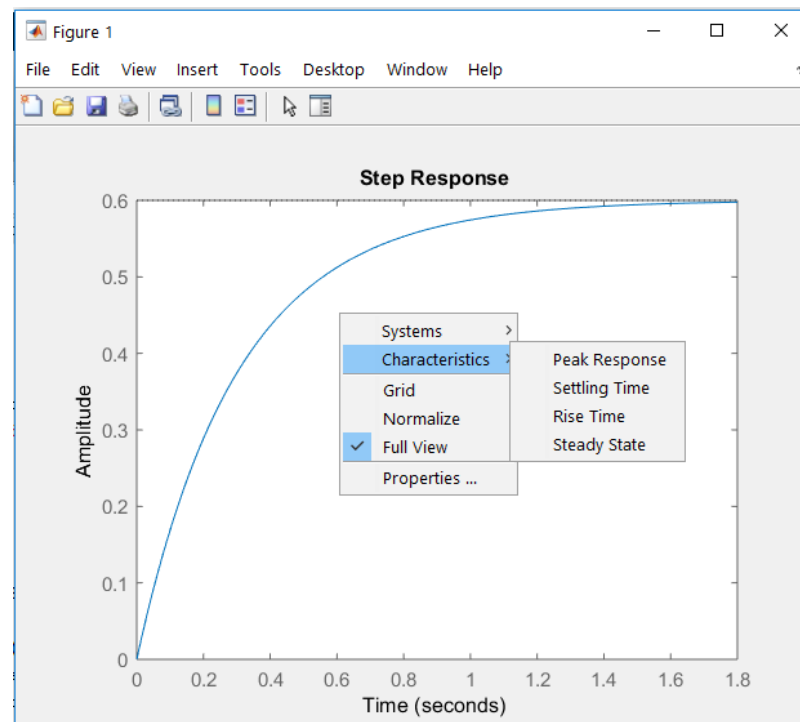 Figure 1
File Edit View Insert Tools Desktop Window Help
Step Response
0.6
0.5
0.4
0.3
0.2
0.1
0
Amplitude
Systems
Characteristics
Grid
Normalize
Full View
Properties ...
Peak Response
Settling Time
Rise Time
Steady State
0 0.2 0.4 0.6 0.8 1 1.2 1.4 1.6 1.8
Time (seconds)